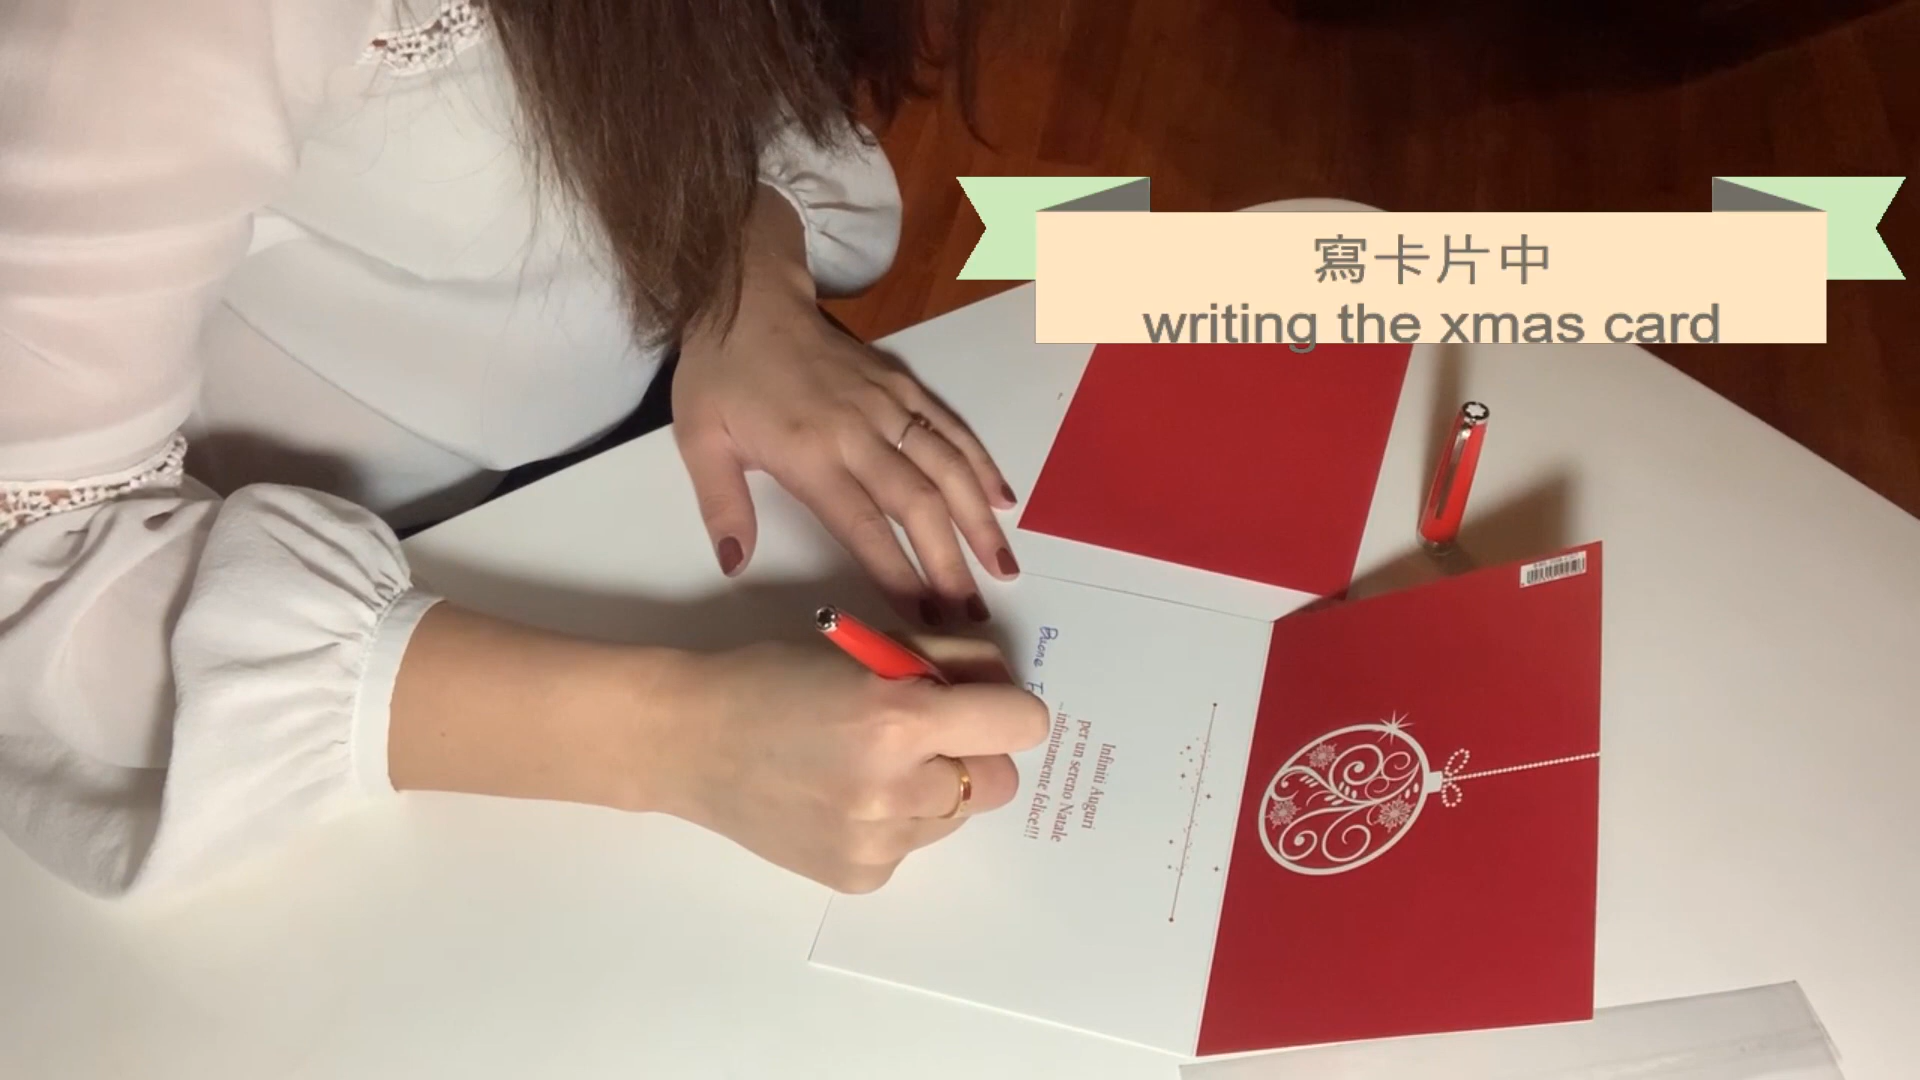 寫卡片中
writing the xmas card
Infiniti Auguri
per un sereno Natale
... infinitamente felice!!!
Buone